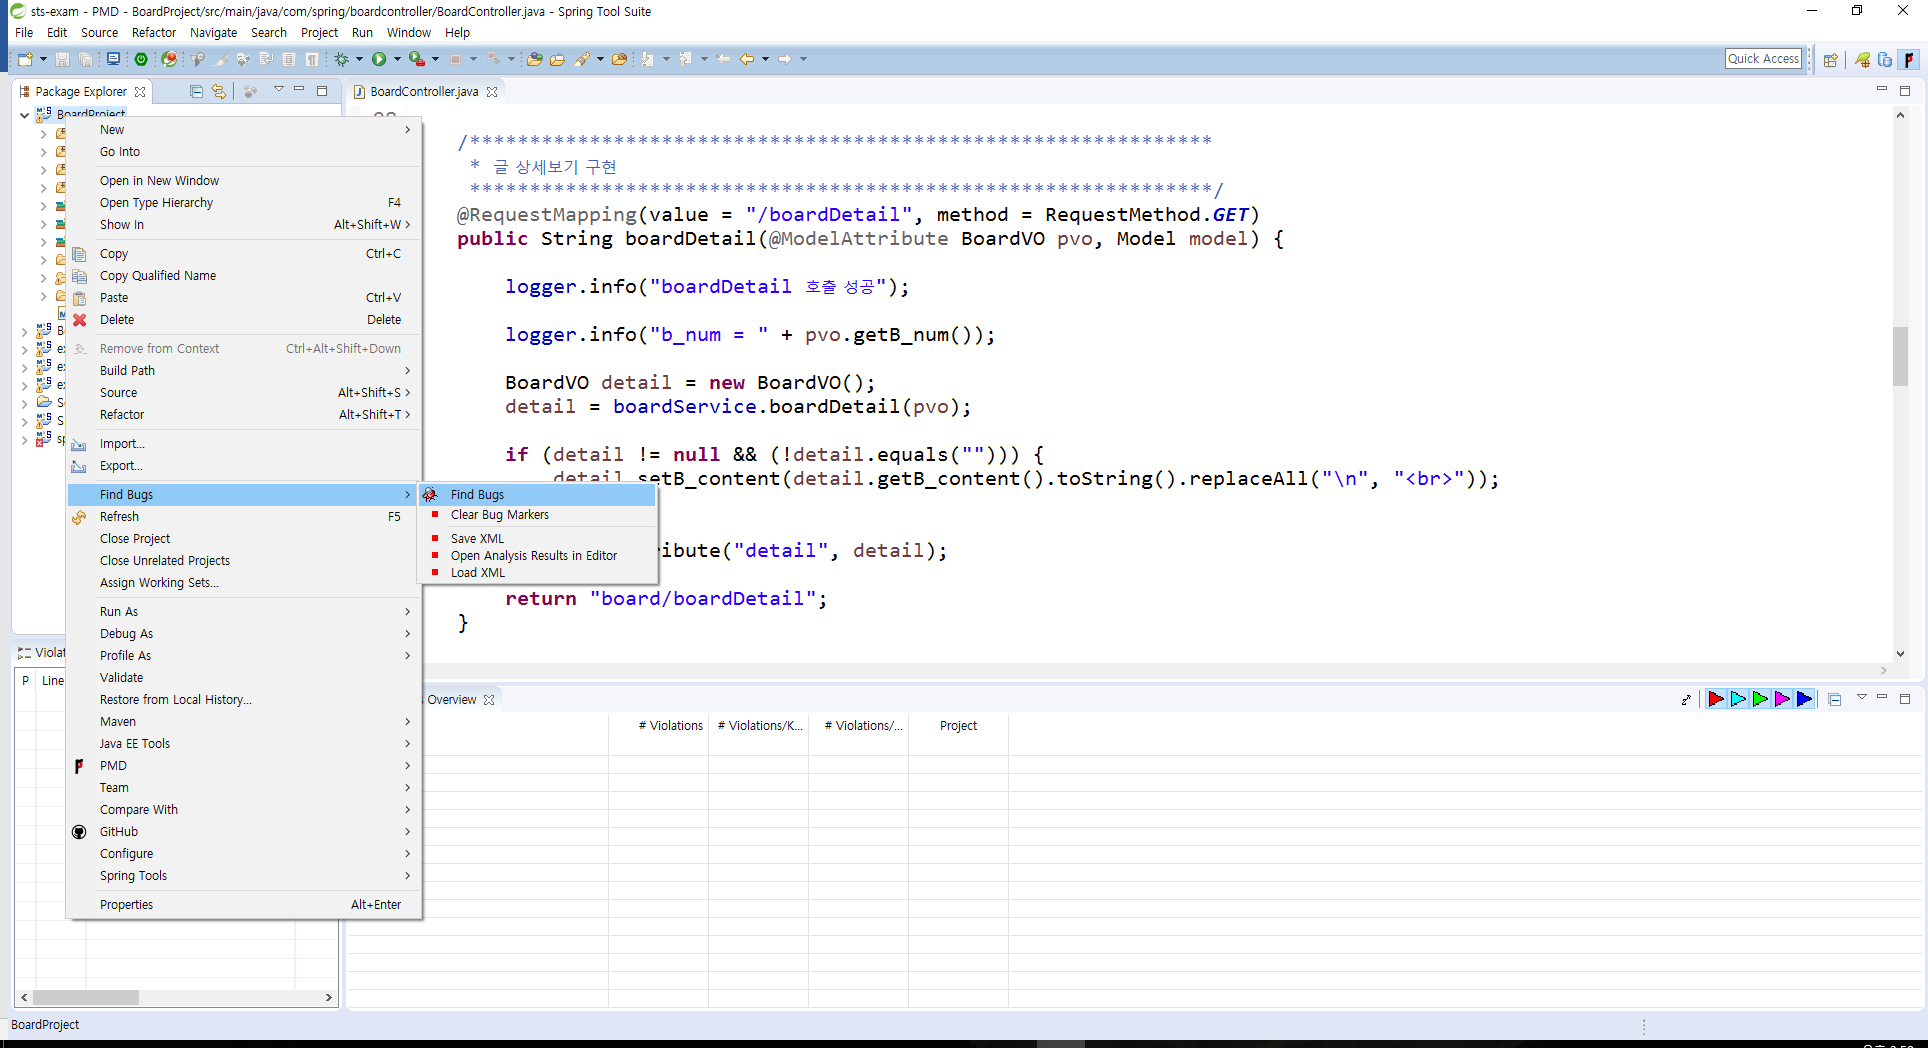 sts-exam - PMD - BoardProject/src/main/java/com/spring/boardcontroller/BoardController.java - Spring Tool Suite
File Edit Source Refactor Navigate Search Project Run Window Help
Quick Access
Package Explorer
BoardController.java
BoardProject
New
Go Into
Open in New Window
Open Type Hierarchy F4
Show In Alt+Shift+W
Copy Ctrl+C
Copy Qualified Name
Paste Ctrl+V
Delete Delete
Remove from Context Ctrl+Alt+Shift+Down
Build Path
Source Alt+Shift+S
Refactor Alt+Shift+T
Import...
Export...
Find Bugs
Refresh F5
Close Project
Close Unrelated Projects
Assign Working Sets...
Run As
Debug As
Profile As
Validate
Restore from Local History...
Maven
Java EE Tools
PMD
Team
Compare With
GitHub
Configure
Spring Tools
Properties Alt+Enter
Find Bugs
Clear Bug Markers
Save XML
Open Analysis Results in Editor
Load XML
/**************************************************************
* 글 상세보기 구현
**************************************************************/
@RequestMapping(value = "/boardDetail", method = RequestMethod.GET)
public String boardDetail(@ModelAttribute BoardVO pvo, Model model) {
logger.info("boardDetail 호출 성공");
logger.info("b_num = " + pvo.getB_num());
BoardVO detail = new BoardVO();
detail = boardService.boardDetail(pvo);
if (detail != null && (!detail.equals(""))) {
detail.setB_content(detail.getB_content().toString().replaceAll("\n", "<br>"));
ribute("detail", detail);
return "board/boardDetail";
}
Violat
P Line
Overview
# Violations # Violations/K... # Violations/... Project
BoardProject